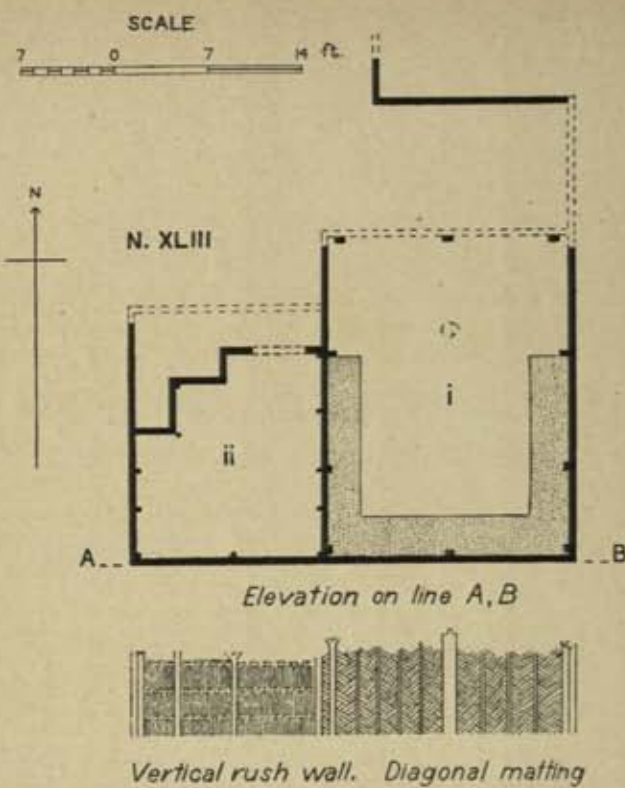 SCALE
7 0 7 14 ft.
N
N. XLIII
i
ii
A B
Elevation on line A, B
Vertical rush wall. Diagonal matting